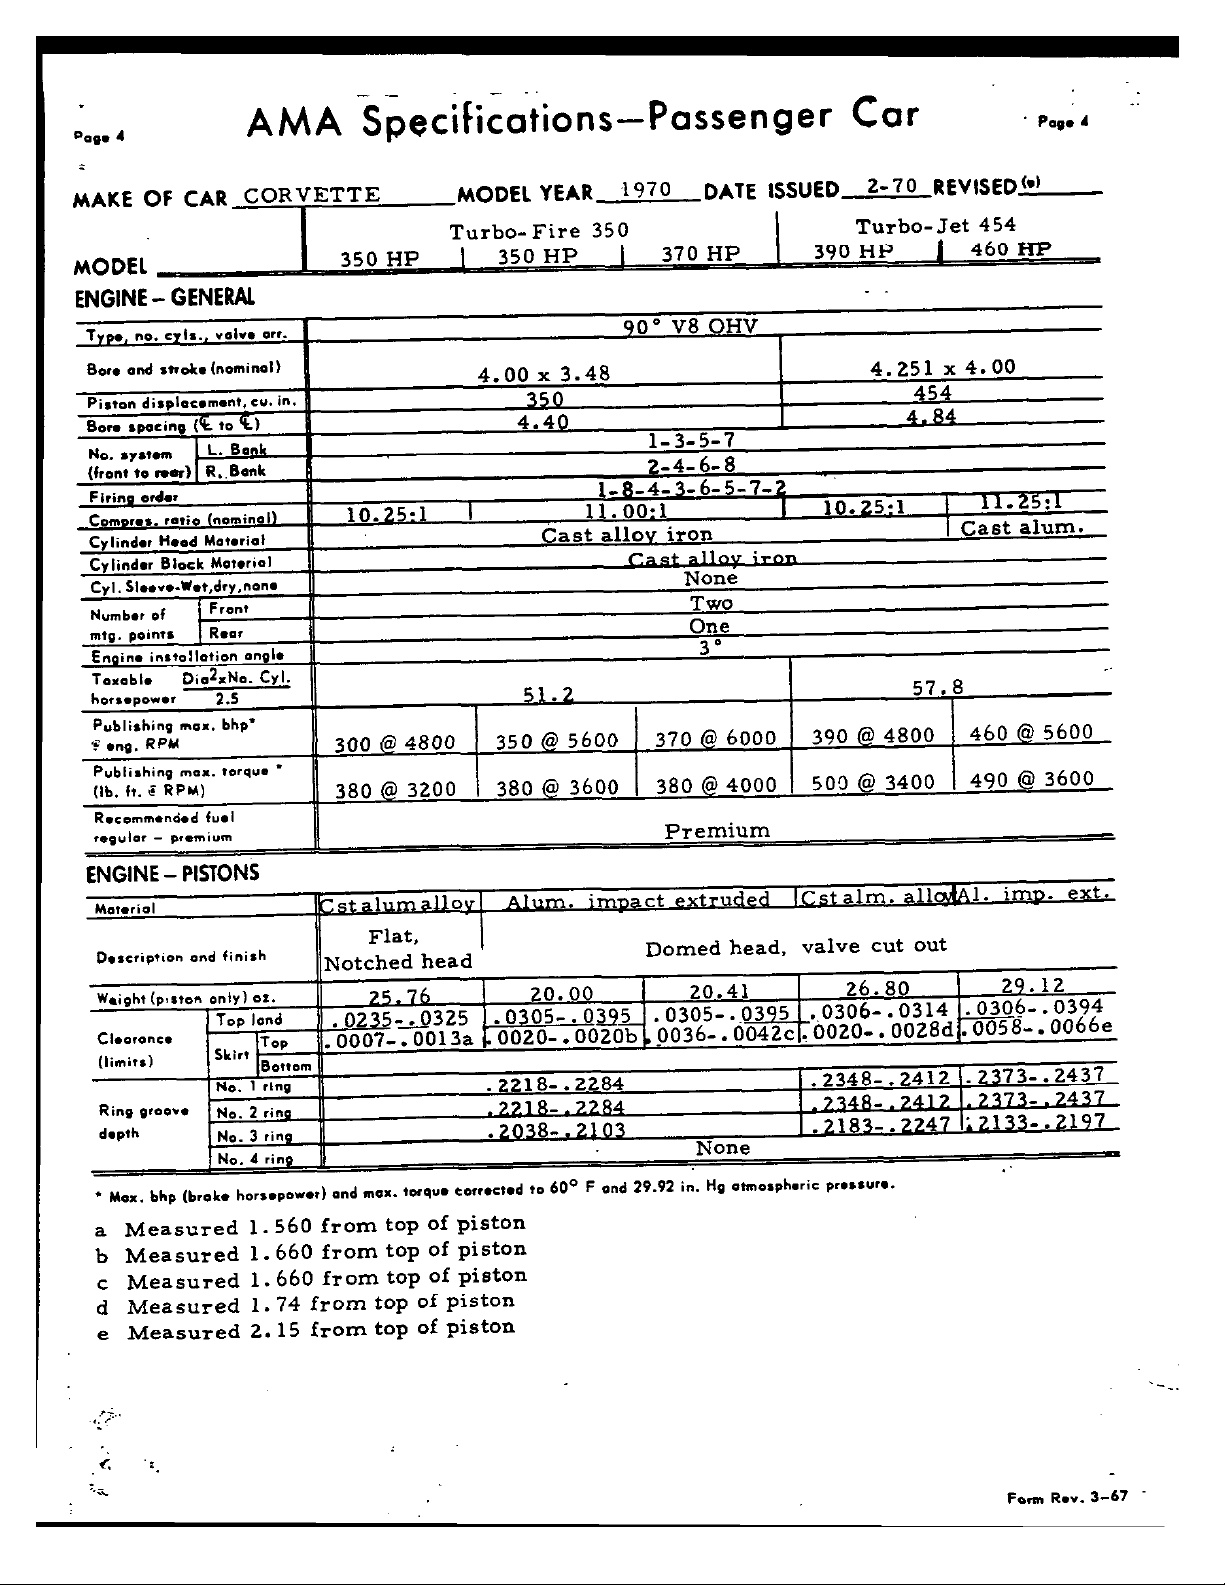 Page 4
AMA Specifications—Passenger Car
Page 4
MAKE OF CAR CORVETTE MODEL YEAR 1970 DATE ISSUED 2-70 REVISED (•)
Turbo-Fire 350 Turbo-Jet 454
MODEL 350 HP 350 HP 370 HP 390 HP 460 HP
ENGINE – GENERAL
Type, no. cyls., valve arr. 90° V8 OHV
Bore and stroke (nominal) 4.00 x 3.48 4.251 x 4.00
Piston displacement, cu. in. 350 454
Bore spacing (℄ to ℄) 4.40 4.84
No. system (front to rear) L. Bank 1-3-5-7
R. Bank 2-4-6-8
Firing order 1-8-4-3-6-5-7-2
Compres. ratio (nominal) 10.25:1 11.00:1 10.25:1 11.25:1
Cylinder Head Material Cast alloy iron Cast alum.
Cylinder Block Material Cast alloy iron
Cyl. Sleeve-Wet,dry,none None
Number of mtg. points Front Two
Rear One
Engine installation angle 3°
Taxable horsepower Dia²xNo. Cyl. 2.5 51.2 57.8
Publishing max. bhp* @ eng. RPM 300 @ 4800 350 @ 5600 370 @ 6000 390 @ 4800 460 @ 5600
Publishing max. torque * (lb. ft. @ RPM) 380 @ 3200 380 @ 3600 380 @ 4000 500 @ 3400 490 @ 3600
Recommended fuel regular – premium Premium
ENGINE – PISTONS
Material Cst alum alloy Alum. impact extruded Cst alm. alloy Al. imp. ext.
Description and finish Flat, Notched head Domed head, valve cut out
Weight (piston only) oz. 25.76 20.00 20.41 26.80 29.12
Clearance (limits) Top land .0235-.0325 .0305-.0395 .0305-.0395 .0306-.0314 .0306-.0394
Skirt Top .0007-.0013a .0020-.0020b .0036-.0042c .0020-.0028d .0058-.0066e
Bottom
Ring groove depth No. 1 ring .2218-.2284 .2348-.2412 .2373-.2437
No. 2 ring .2218-.2284 .2348-.2412 .2373-.2437
No. 3 ring .2038-.2103 .2183-.2247 .2133-.2197
No. 4 ring None
* Max. bhp (brake horsepower) and max. torque corrected to 60° F and 29.92 in. Hg atmospheric pressure.
a Measured 1.560 from top of piston
b Measured 1.660 from top of piston
c Measured 1.660 from top of piston
d Measured 1.74 from top of piston
e Measured 2.15 from top of piston
Form Rev. 3–67